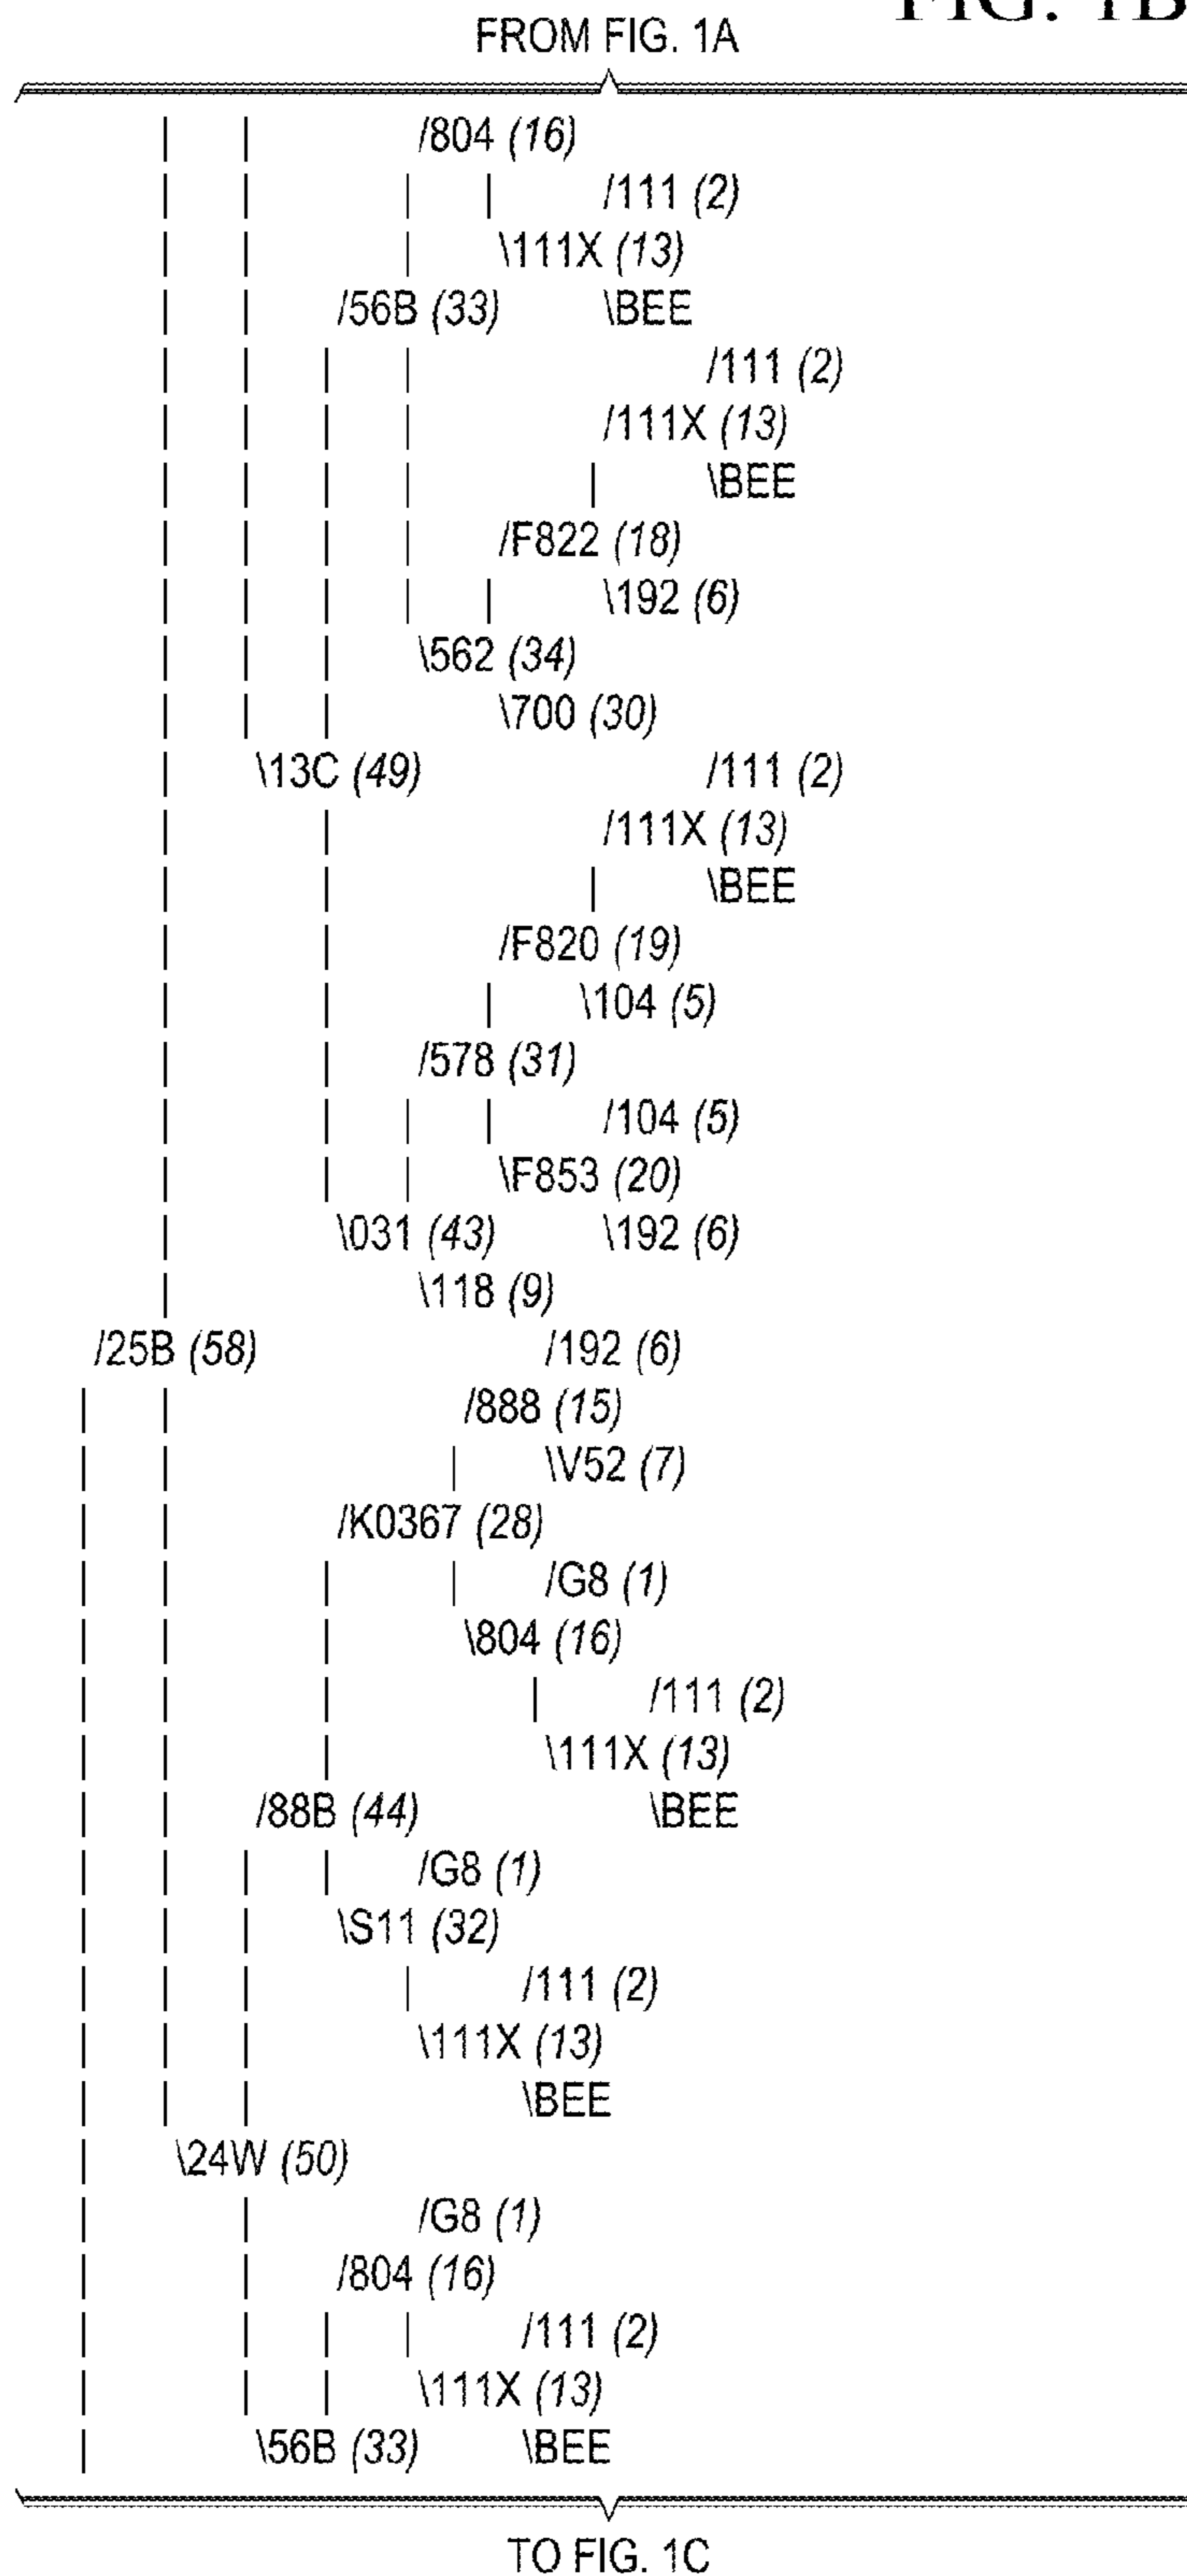 FIG. 1B
FROM FIG. 1A
/804 (16)
/111 (2)
\111X (13)
/56B (33) \BEE
/111 (2)
/111X (13)
\BEE
/F822 (18)
\192 (6)
\562 (34)
\700 (30)
\13C (49) /111 (2)
/111X (13)
\BEE
/F820 (19)
\104 (5)
/578 (31)
/104 (5)
\F853 (20)
\031 (43) \192 (6)
\118 (9)
/25B (58) /192 (6)
/888 (15)
\V52 (7)
/K0367 (28)
/G8 (1)
\804 (16)
/111 (2)
\111X (13)
/88B (44) \BEE
/G8 (1)
\S11 (32)
/111 (2)
\111X (13)
\BEE
\24W (50)
/G8 (1)
/804 (16)
/111 (2)
\111X (13)
\56B (33) \BEE
TO FIG. 1C